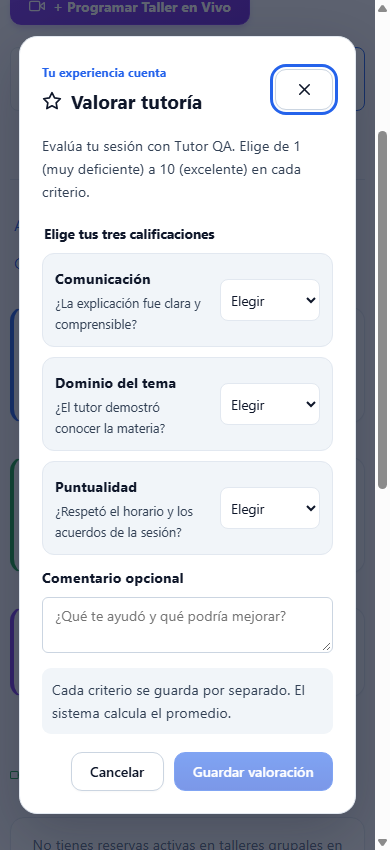 + Programar Taller en Vivo
Tu experiencia cuenta
Valorar tutoría
Evalúa tu sesión con Tutor QA. Elige de 1
(muy deficiente) a 10 (excelente) en cada
criterio.
Elige tus tres calificaciones
Comunicación
¿La explicación fue clara y
comprensible?
Elegir
Dominio del tema
¿El tutor demostró
conocer la materia?
Elegir
Puntualidad
¿Respetó el horario y los
acuerdos de la sesión?
Elegir
Comentario opcional
¿Qué te ayudó y qué podría mejorar?
Cada criterio se guarda por separado. El
sistema calcula el promedio.
Cancelar
Guardar valoración
No tienes reservas activas en talleres grupales en